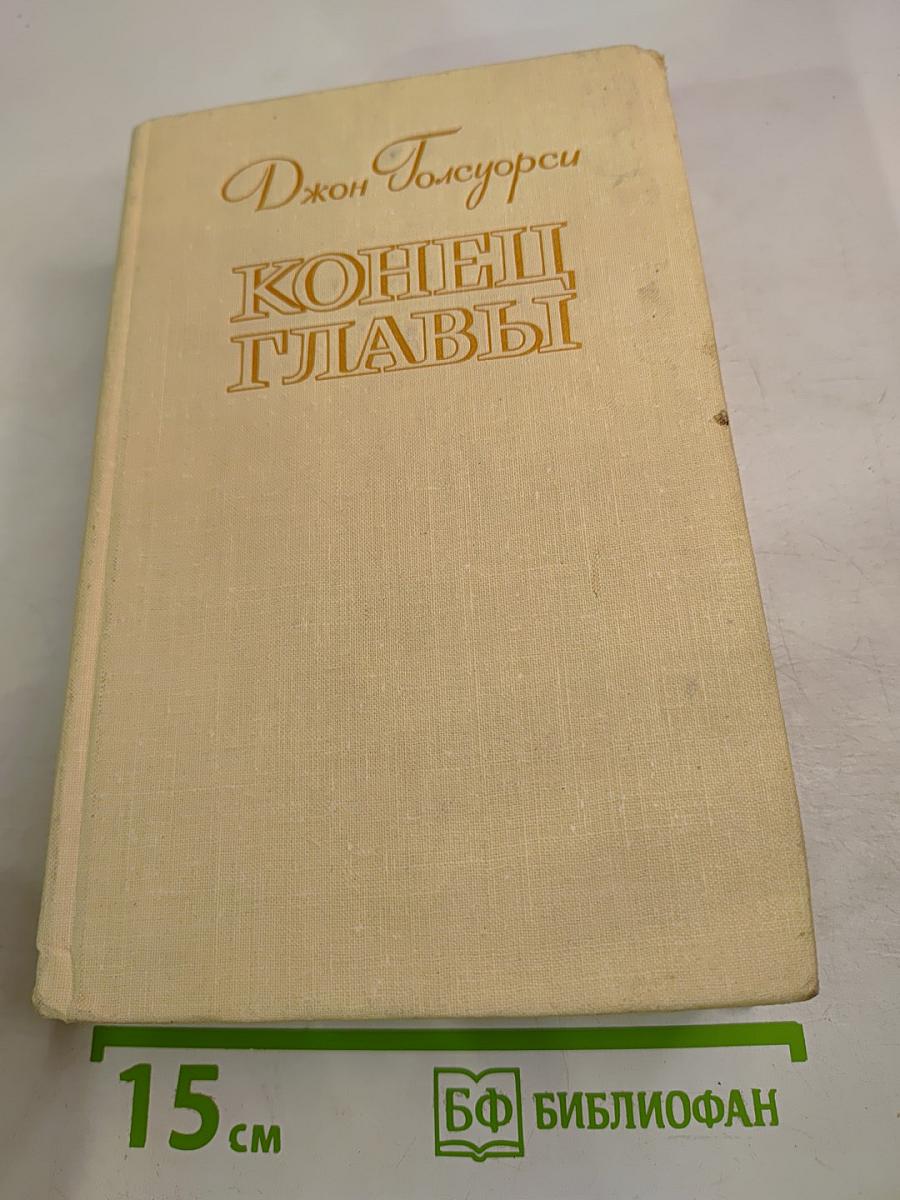 Джон Голсуорси
КОНЕЦ
ГЛАВЫ
15 см
БФ БИБЛИОФАН